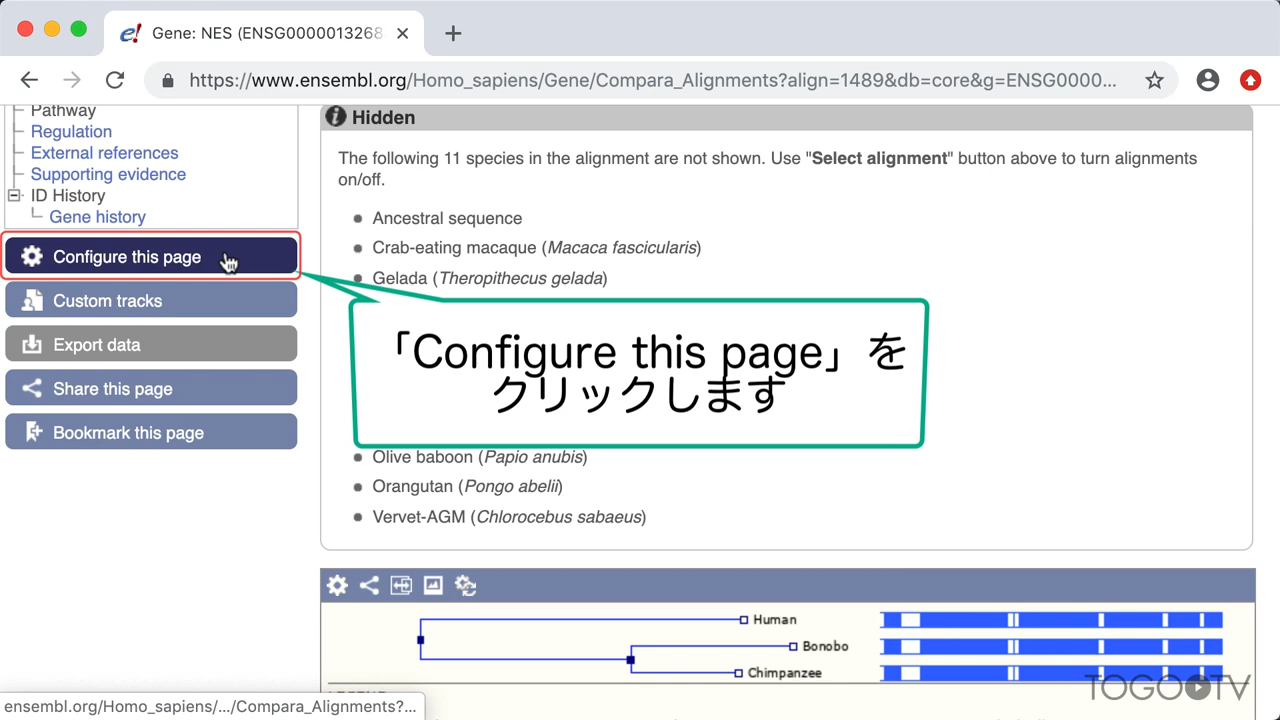 Gene: NES (ENSG0000013268
https://www.ensembl.org/Homo_sapiens/Gene/Compara_Alignments?align=1489&db=core&g=ENSG0000...
Pathway
Regulation
External references
Supporting evidence
ID History
Gene history
Configure this page
Custom tracks
Export data
Share this page
Bookmark this page
Hidden
The following 11 species in the alignment are not shown. Use "Select alignment" button above to turn alignments
on/off.
Ancestral sequence
Crab-eating macaque (Macaca fascicularis)
Gelada (Theropithecus gelada)
「Configure this page」を
クリックします
Olive baboon (Papio anubis)
Orangutan (Pongo abelii)
Vervet-AGM (Chlorocebus sabaeus)
Human
Bonobo
Chimpanzee
TOGOTV
ensembl.org/Homo_sapiens/.../Compara_Alignments?...